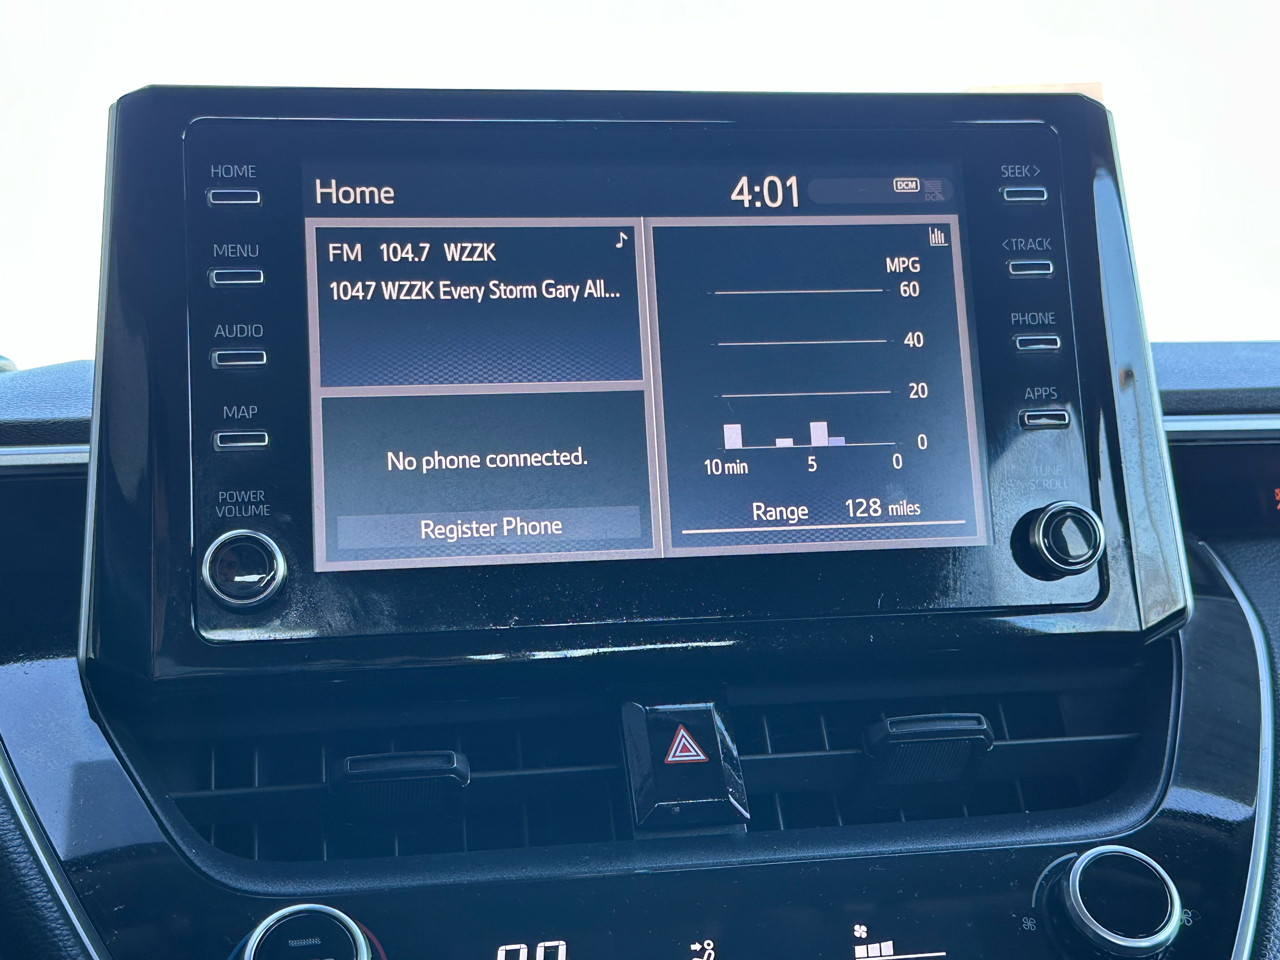 HOME
MENU
AUDIO
MAP
POWER
VOLUME
Home
4:01
DCM
FM 104.7 WZZK
1047 WZZK Every Storm Gary All...
No phone connected.
Register Phone
MPG
60
40
20
0
10 min 5 0
Range 128 miles
SEEK >
< TRACK
PHONE
APPS
TUNE
SCROLL